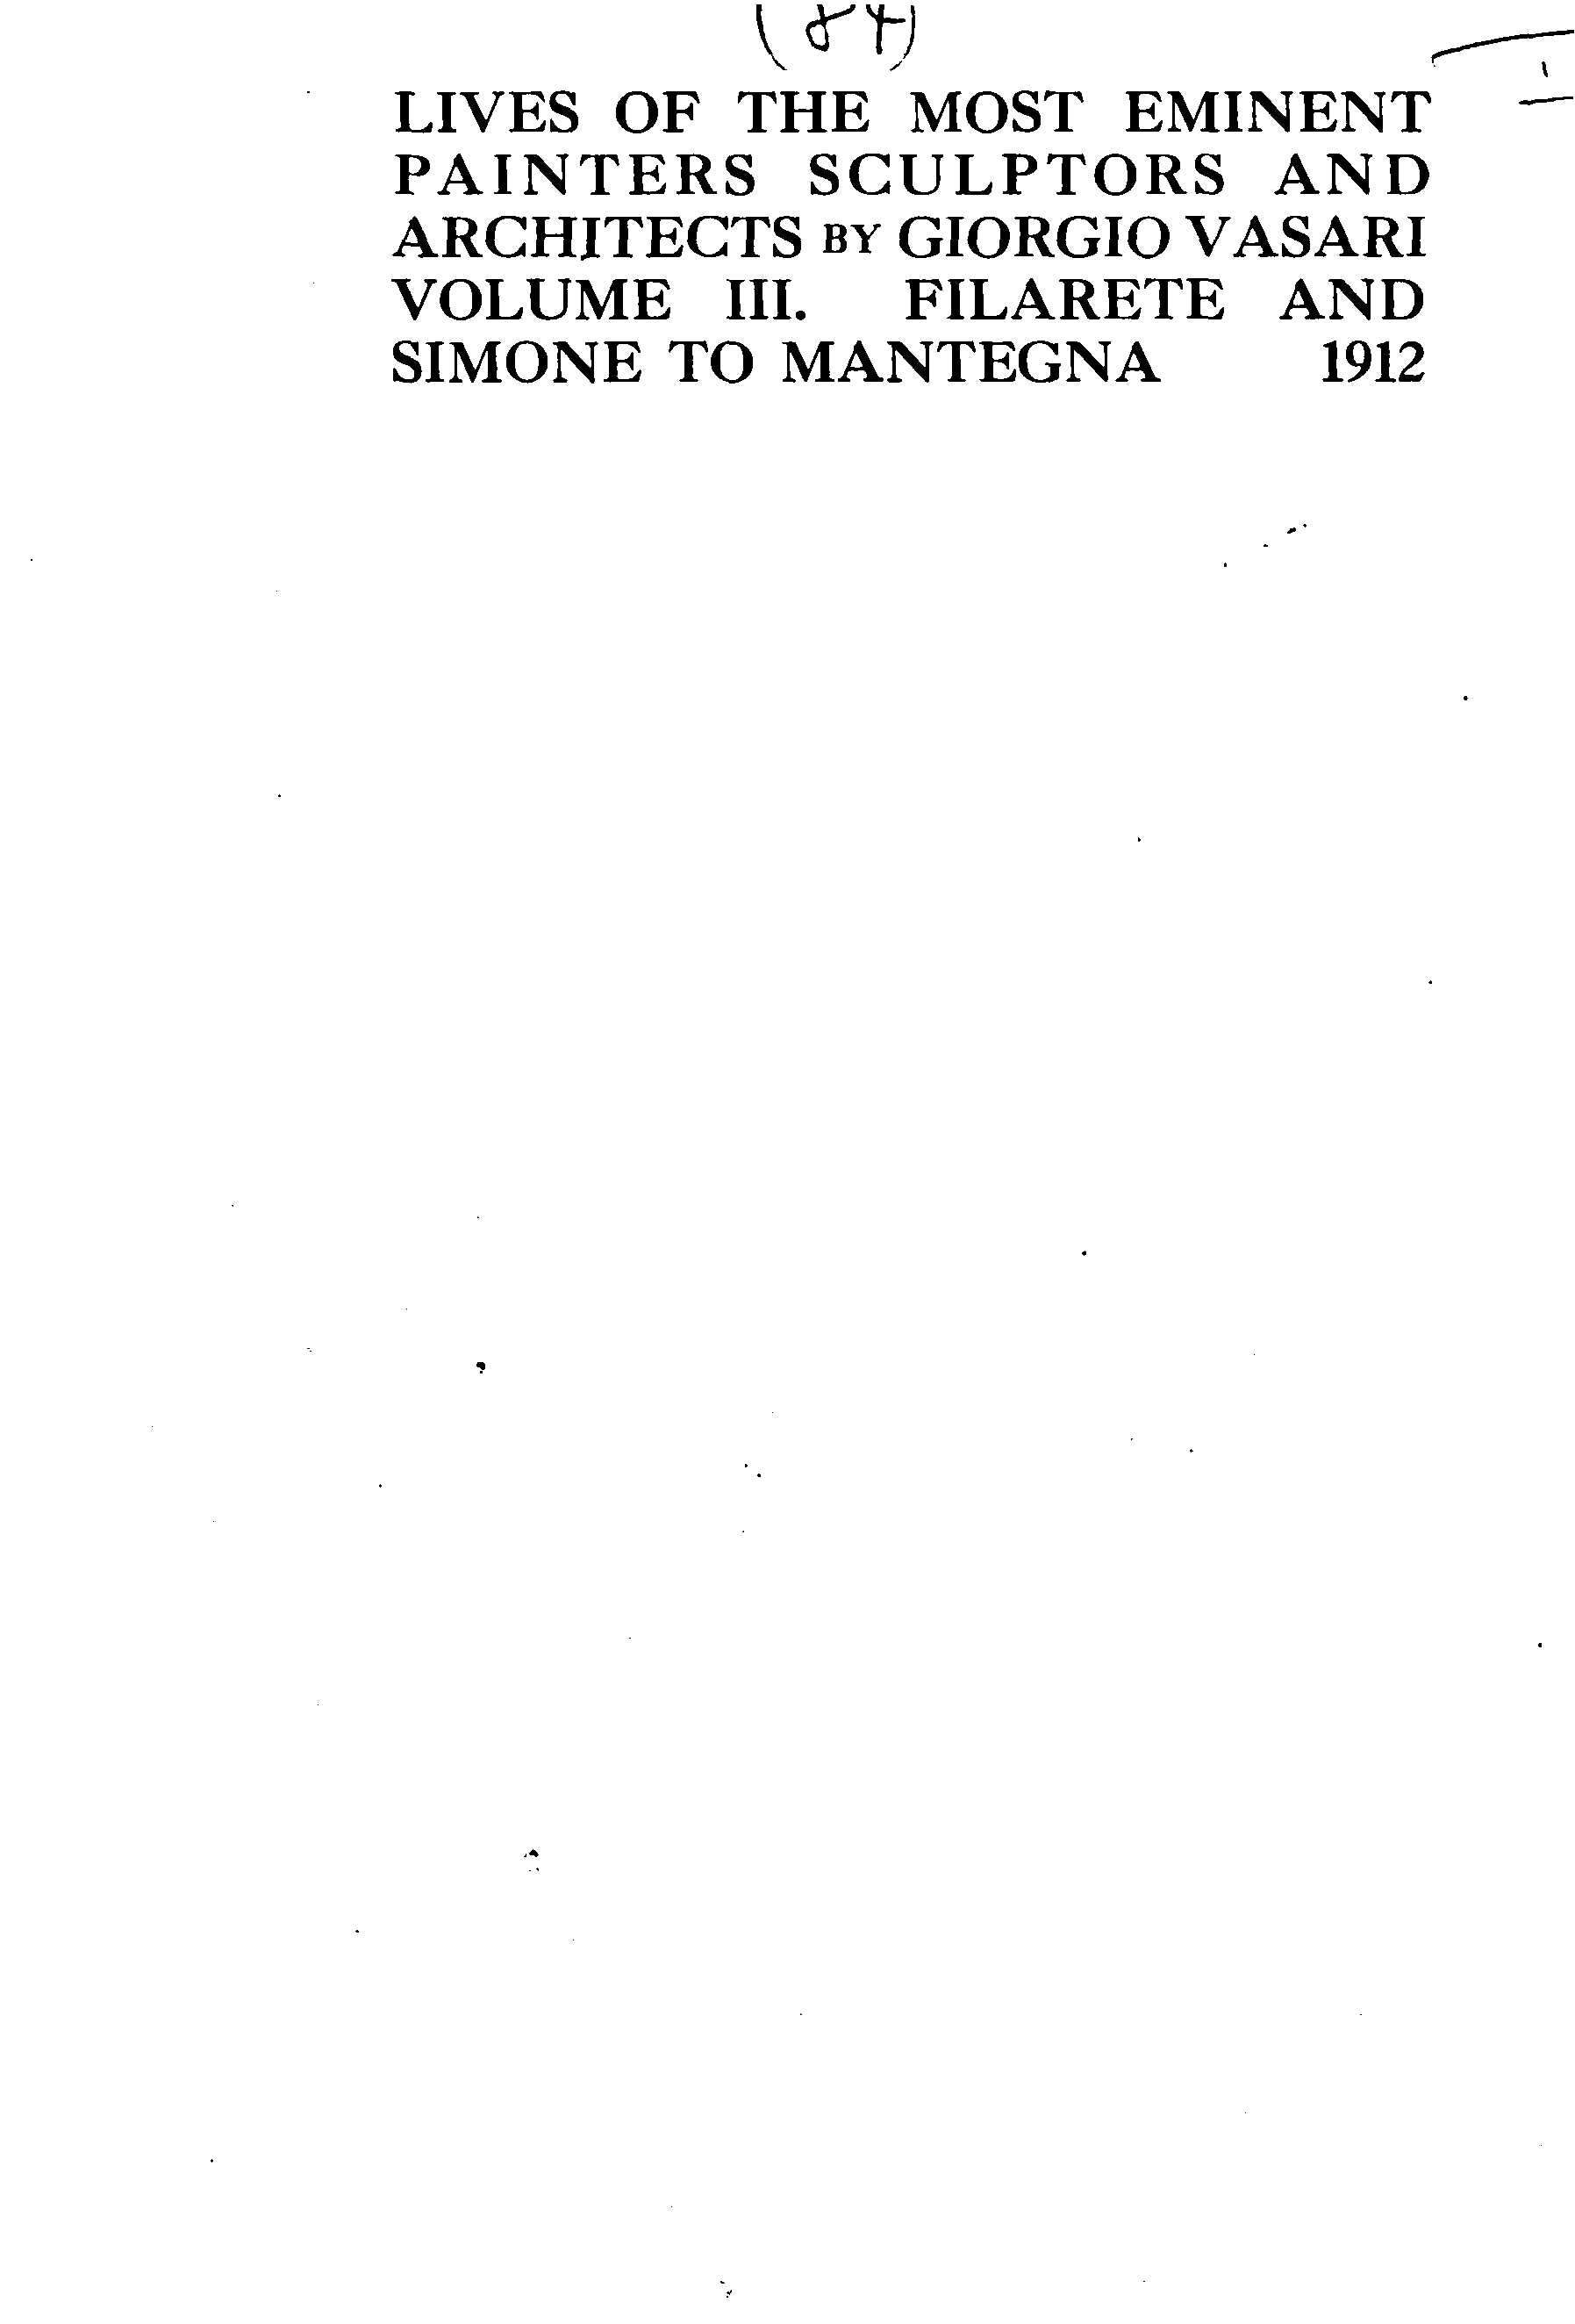 (84)
LIVES OF THE MOST EMINENT
PAINTERS SCULPTORS AND
ARCHITECTS BY GIORGIO VASARI
VOLUME III. FILARETE AND
SIMONE TO MANTEGNA 1912